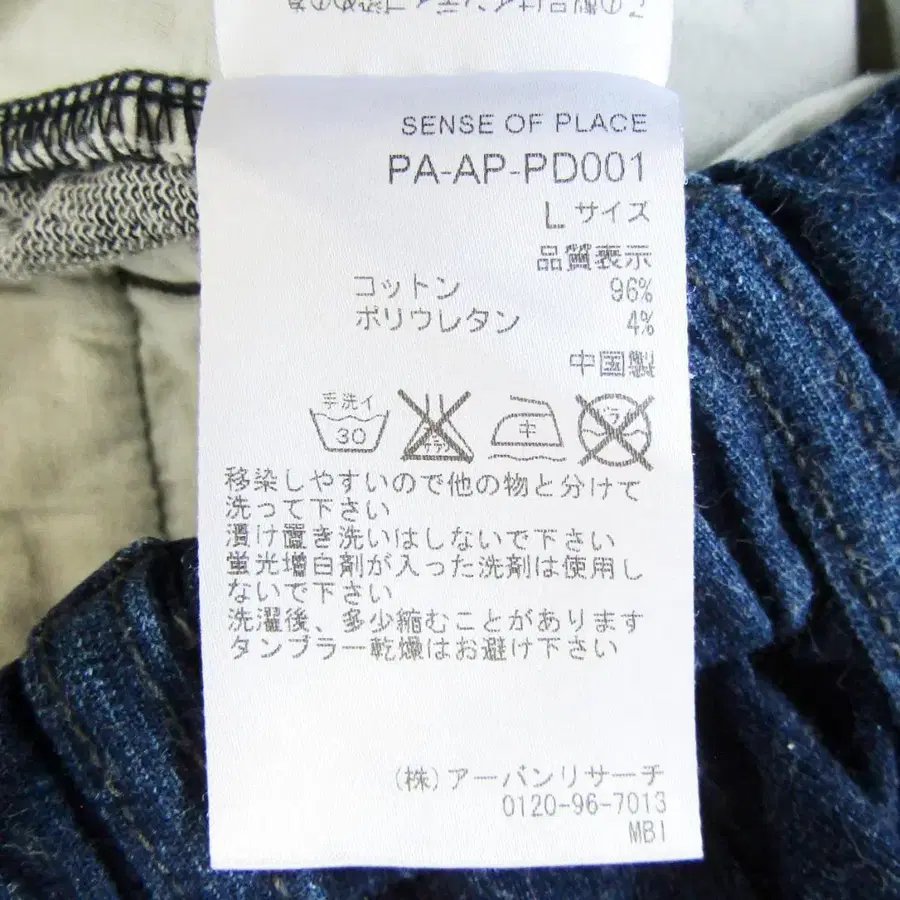 SENSE OF PLACE
PA-AP-PD001
L サイズ
品質表示
コットン 96%
ポリウレタン 4%
中国製
手洗イ
30
中
移染しやすいので他の物と分けて
洗って下さい
漬け置き洗いはしないで下さい
蛍光増白剤が入った洗剤は使用し
ないで下さい
洗濯後、多少縮むことがあります
タンブラー乾燥はお避け下さい
(株)アーバンリサーチ
0120-96-7013
MBI